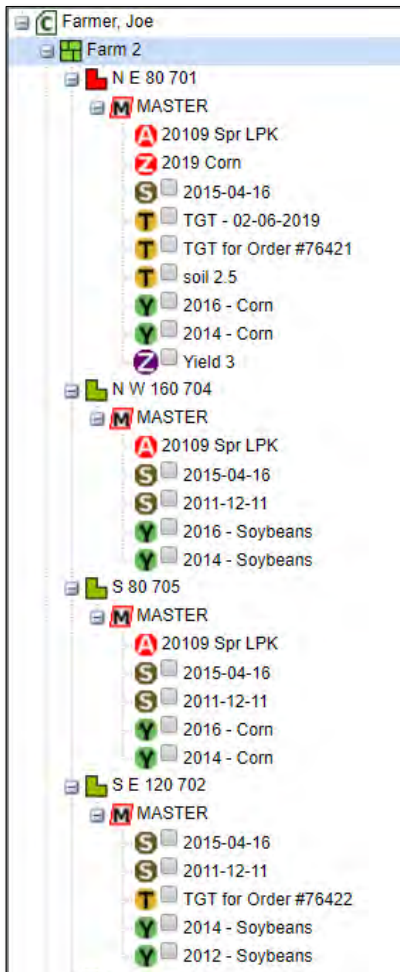 C Farmer, Joe
Farm 2
N E 80 701
M MASTER
A 20109 Spr LPK
Z 2019 Corn
S 2015-04-16
T TGT - 02-06-2019
T TGT for Order #76421
T soil 2.5
Y 2016 - Corn
Y 2014 - Corn
Z Yield 3
N W 160 704
M MASTER
A 20109 Spr LPK
S 2015-04-16
S 2011-12-11
Y 2016 - Soybeans
Y 2014 - Soybeans
S 80 705
M MASTER
A 20109 Spr LPK
S 2015-04-16
S 2011-12-11
Y 2016 - Corn
Y 2014 - Corn
S E 120 702
M MASTER
S 2015-04-16
S 2011-12-11
T TGT for Order #76422
Y 2014 - Soybeans
Y 2012 - Soybeans